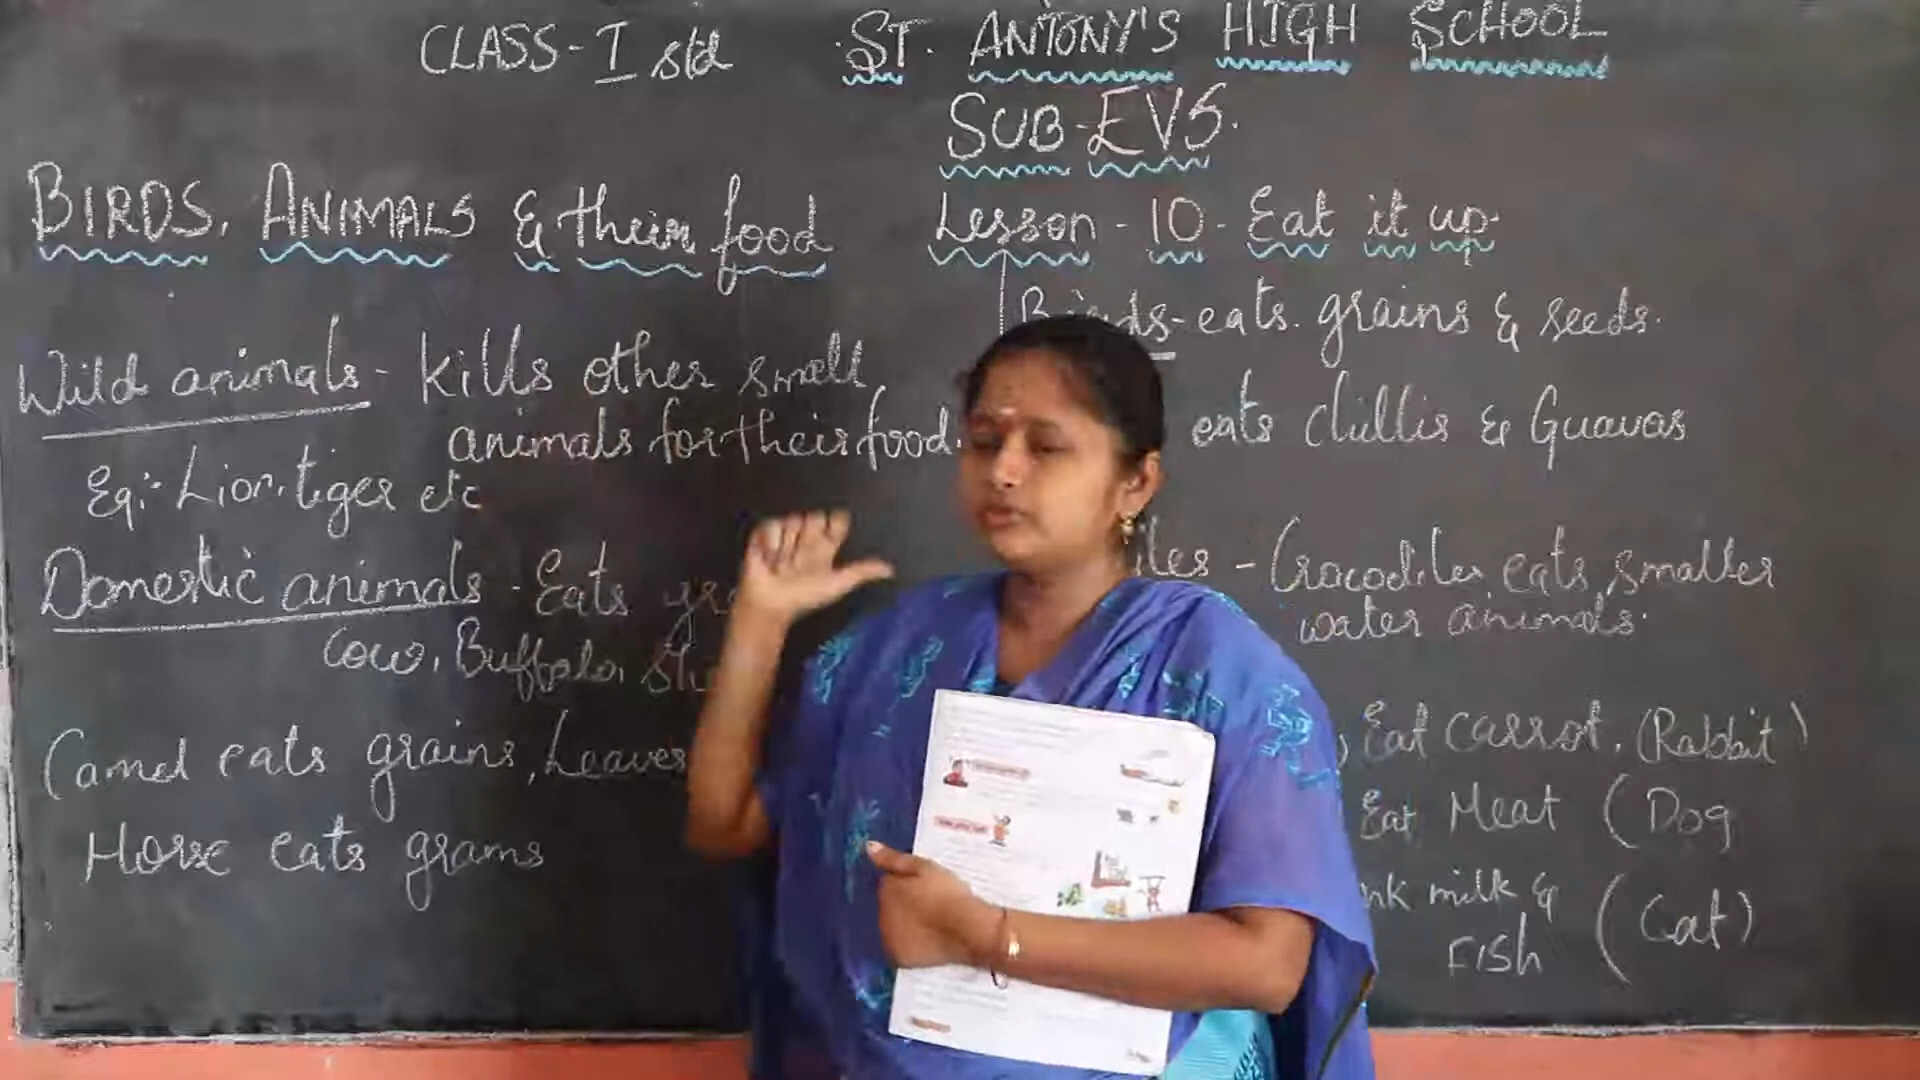 CLASS-I std ST. ANTONY'S HIGH SCHOOL
SUB-EVS.
BIRDS, ANIMALS & their food
Lesson - 10 - Eat it up.
Wild animals - kills other small
animals for their food.
Eg:- Lion, tiger etc
Domestic animals - Eats
Cow, Buffalo,
Camel eats grains, Leaves
Horse eats grams
Birds - eats. grains & seeds.
eats chillis & Guavas
- Crocodiles eats smaller
water animals.
Eat carrot. (Rabbit)
Eat Meat (Dog
milk & (Cat)
FISH